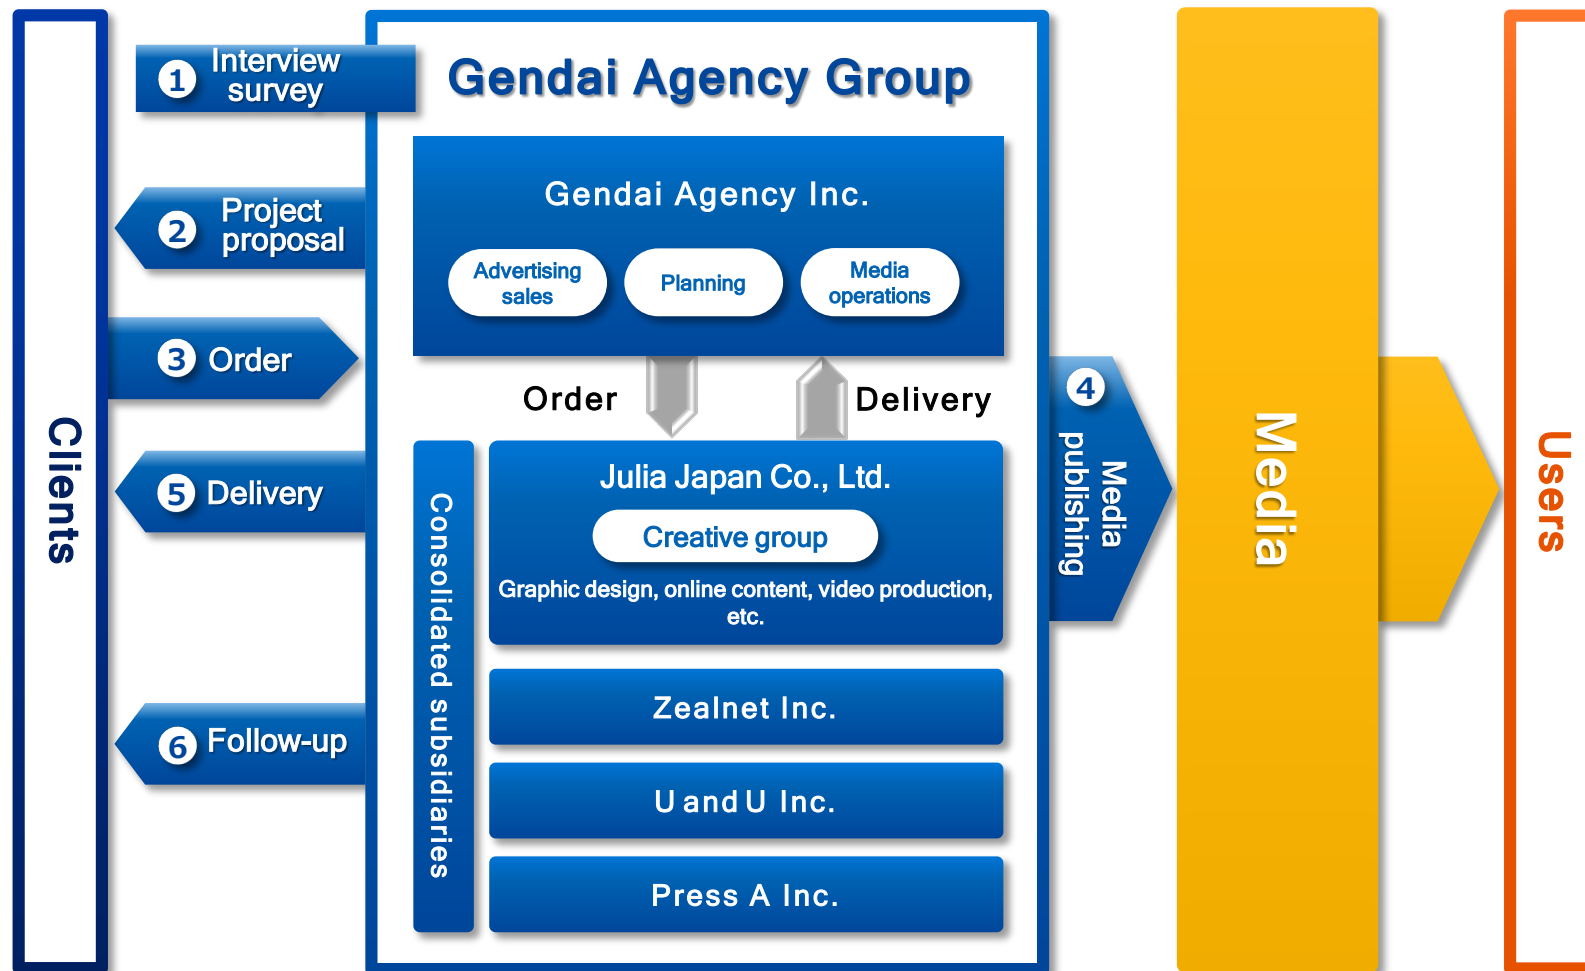 Clients
1
Interview
survey
2
Project
proposal
3
Order
5
Delivery
6
Follow-up
Gendai Agency Group
Gendai Agency Inc.
Advertising
sales
Planning
Media
operations
Order
Delivery
Consolidated subsidiaries
Julia Japan Co., Ltd.
Creative group
Graphic design, online content, video production,
etc.
Zealnet Inc.
U and U Inc.
Press A Inc.
4
Media
publishing
Media
Users